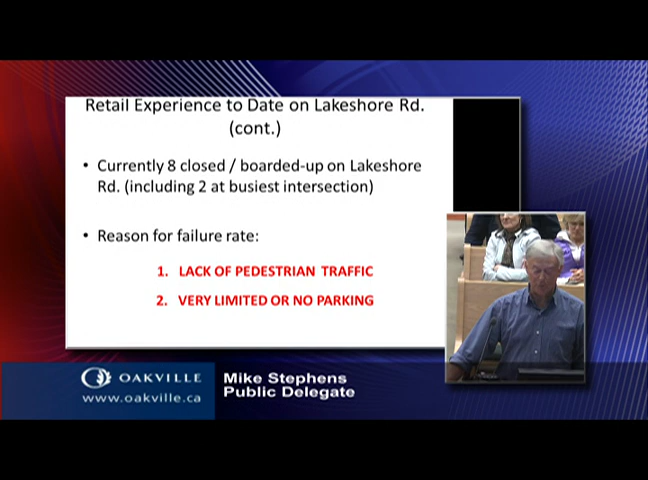 Retail Experience to Date on Lakeshore Rd.
(cont.)
• Currently 8 closed / boarded-up on Lakeshore
Rd. (including 2 at busiest intersection)
• Reason for failure rate:
1. LACK OF PEDESTRIAN TRAFFIC
2. VERY LIMITED OR NO PARKING
OAKVILLE
www.oakville.ca
Mike Stephens
Public Delegate